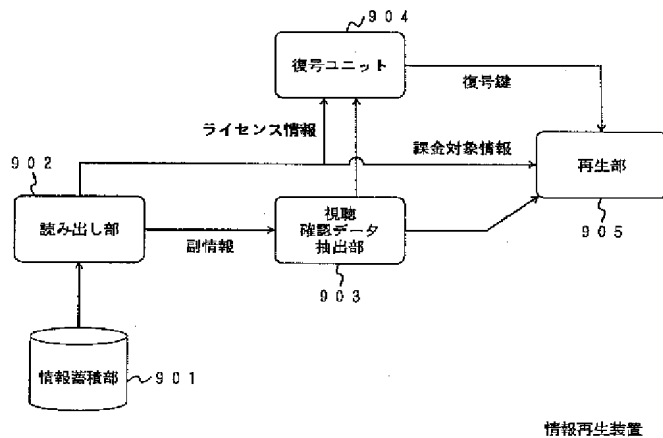 904
復号ユニット
復号鍵
ライセンス情報
課金対象情報
902
再生部
読み出し部
副情報
視聴
確認データ
抽出部
905
903
情報蓄積部
901
情報再生装置